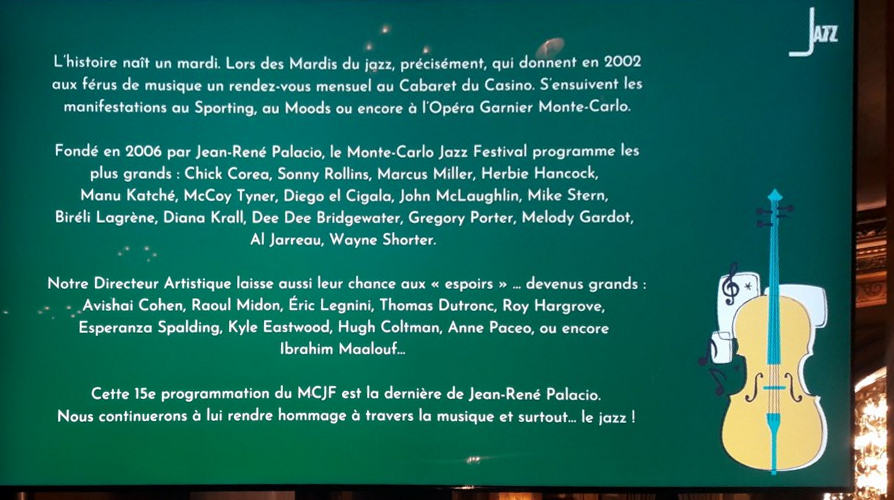 JAZZ
L'histoire naît un mardi. Lors des Mardis du jazz, précisément, qui donnent en 2002
aux férus de musique un rendez-vous mensuel au Cabaret du Casino. S'ensuivent les
manifestations au Sporting, au Moods ou encore à l'Opéra Garnier Monte-Carlo.
Fondé en 2006 par Jean-René Palacio, le Monte-Carlo Jazz Festival programme les
plus grands : Chick Corea, Sonny Rollins, Marcus Miller, Herbie Hancock,
Manu Katché, McCoy Tyner, Diego el Cigala, John McLaughlin, Mike Stern,
Biréli Lagrène, Diana Krall, Dee Dee Bridgewater, Gregory Porter, Melody Gardot,
Al Jarreau, Wayne Shorter.
Notre Directeur Artistique laisse aussi leur chance aux « espoirs » ... devenus grands :
Avishai Cohen, Raoul Midon, Éric Legnini, Thomas Dutronc, Roy Hargrove,
Esperanza Spalding, Kyle Eastwood, Hugh Coltman, Anne Paceo, ou encore
Ibrahim Maalouf...
Cette 15e programmation du MCJF est la dernière de Jean-René Palacio.
Nous continuerons à lui rendre hommage à travers la musique et surtout... le jazz !